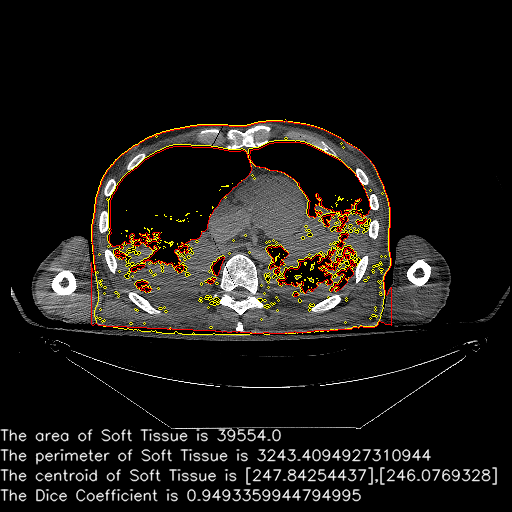 The area of Soft Tissue is 39554.0
The perimeter of Soft Tissue is 3243.4094927310944
The centroid of Soft Tissue is [247.84254437],[246.0769328]
The Dice Coefficient is 0.9493359944794995